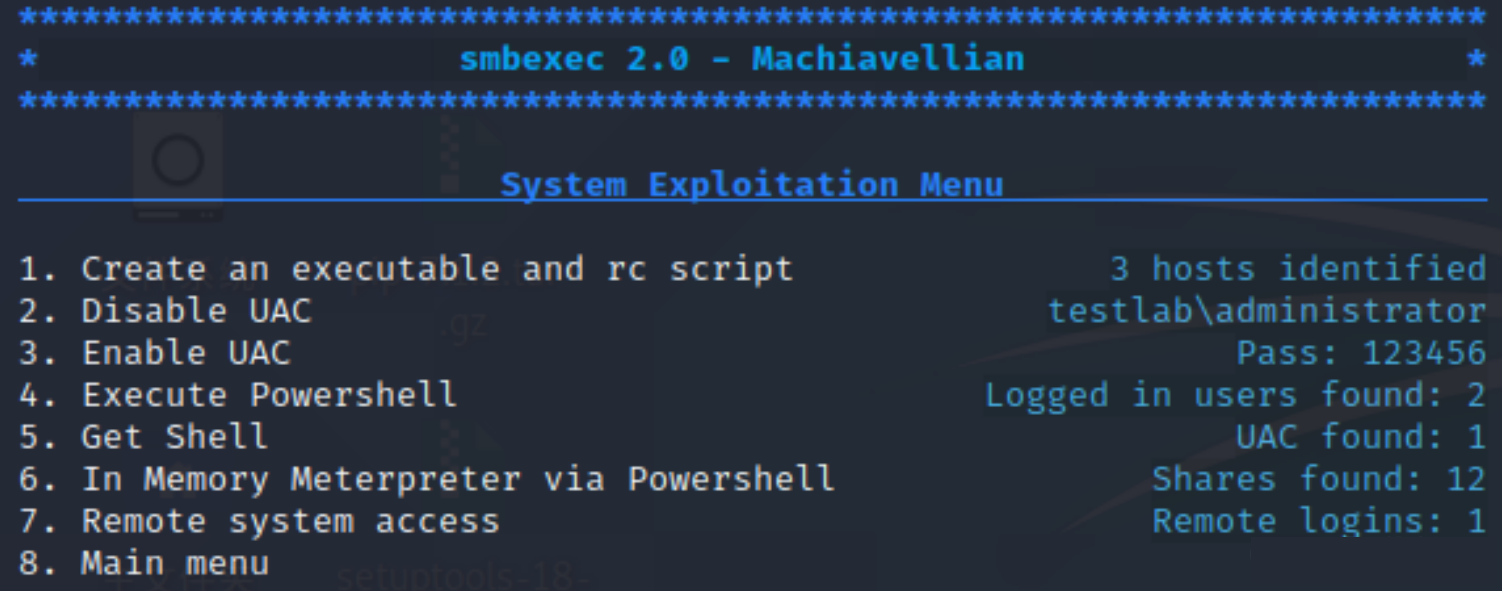 ***********************************************************************
* smbexec 2.0 - Machiavellian *
***********************************************************************
System Exploitation Menu
1. Create an executable and rc script 3 hosts identified
2. Disable UAC testlab\administrator
.gz
3. Enable UAC Pass: 123456
4. Execute Powershell Logged in users found: 2
5. Get Shell UAC found: 1
6. In Memory Meterpreter via Powershell Shares found: 12
7. Remote system access Remote logins: 1
8. Main menu
setuptools-18-